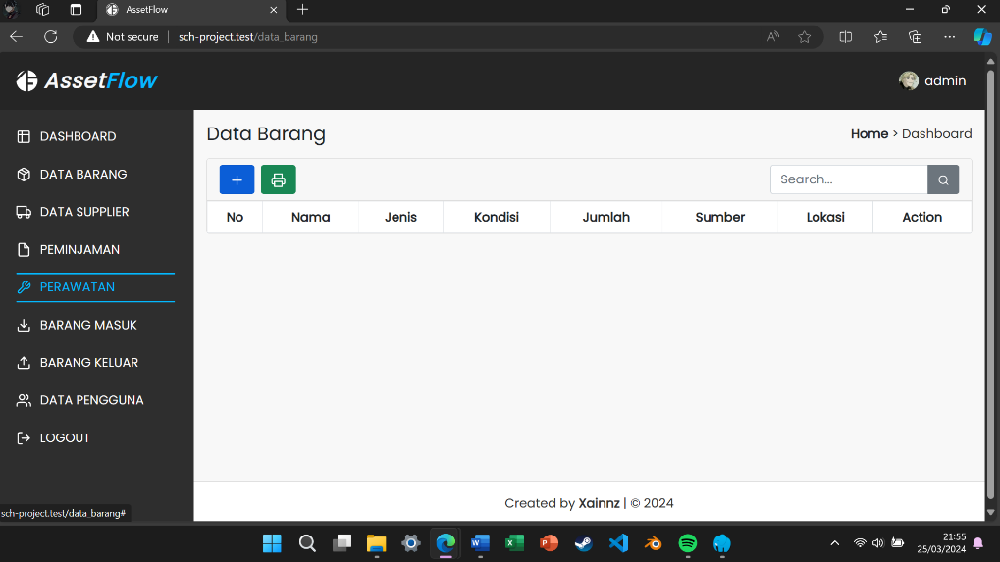 AssetFlow
Not secure
sch-project.test/data_barang
AssetFlow
admin
DASHBOARD
DATA BARANG
DATA SUPPLIER
PEMINJAMAN
PERAWATAN
BARANG MASUK
BARANG KELUAR
DATA PENGGUNA
LOGOUT
Data Barang
Home > Dashboard
Search...
No Nama Jenis Kondisi Jumlah Sumber Lokasi Action
Created by Xainnz | © 2024
sch-project.test/data_barang#
21:55
25/03/2024